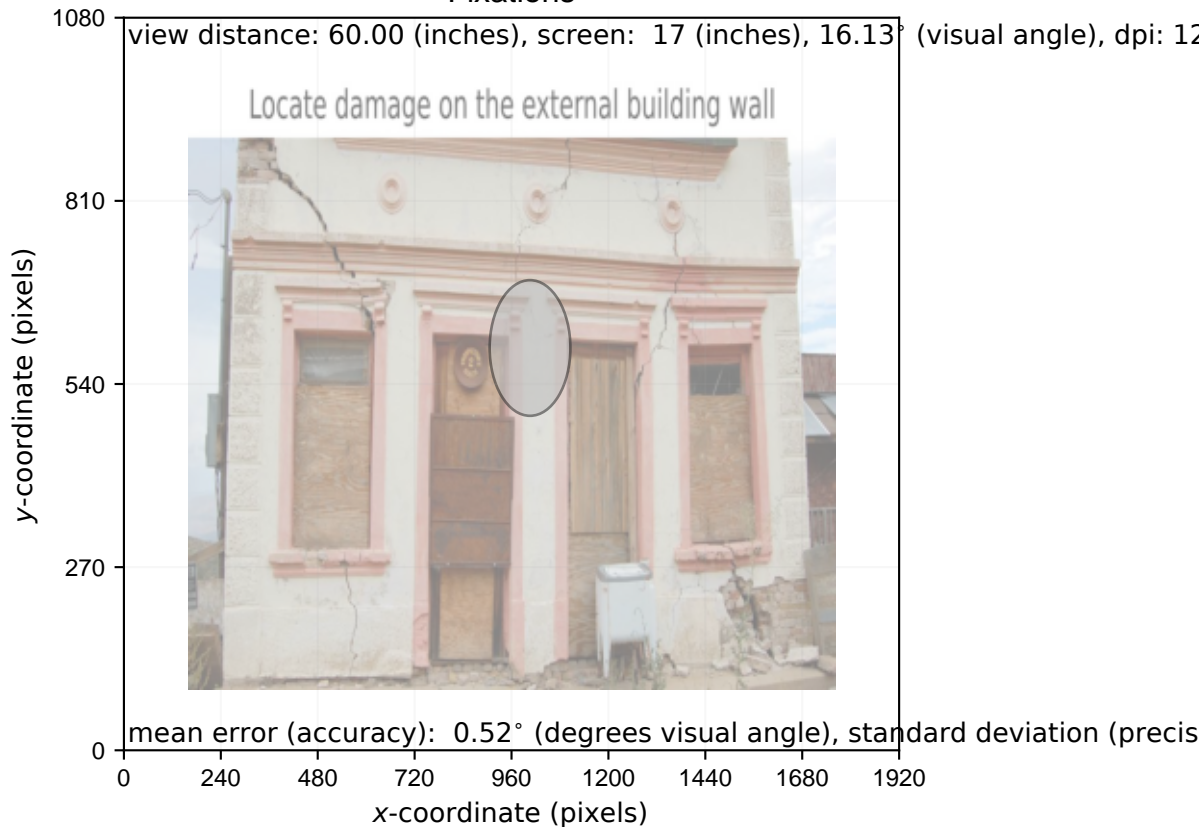 Fixations
view distance: 60.00 (inches), screen:  17 (inches), 16.13° (visual angle), dpi: 12
Locate damage on the external building wall
1080
810
540
270
0
y-coordinate (pixels)
mean error (accuracy):  0.52° (degrees visual angle), standard deviation (precis
0 240 480 720 960 1200 1440 1680 1920
x-coordinate (pixels)